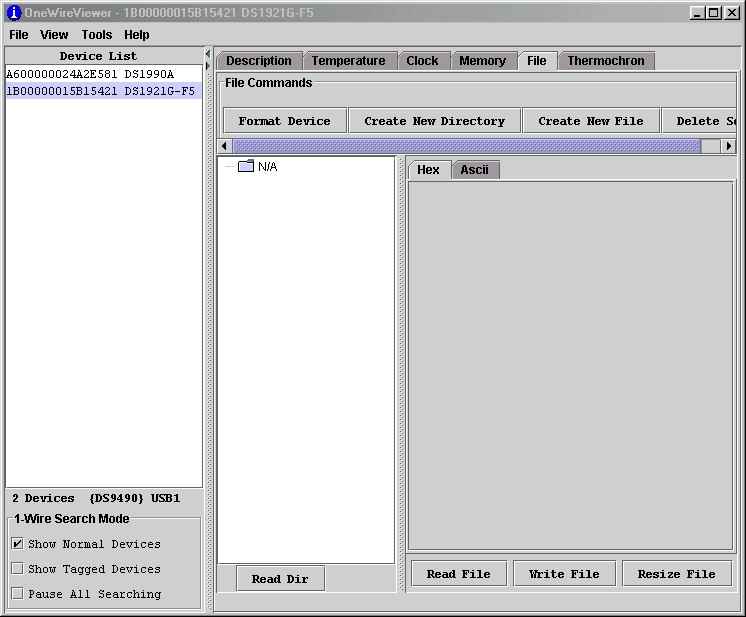 OneWireViewer - 1B00000015B15421 DS1921G-F5
File View Tools Help
Device List
A600000024A2E581 DS1990A
1B00000015B15421 DS1921G-F5
Description Temperature Clock Memory File Thermochron
File Commands
Format Device Create New Directory Create New File Delete Se
N/A
Hex Ascii
2 Devices {DS9490} USB1
1-Wire Search Mode
Show Normal Devices
Show Tagged Devices
Pause All Searching
Read Dir
Read File Write File Resize File